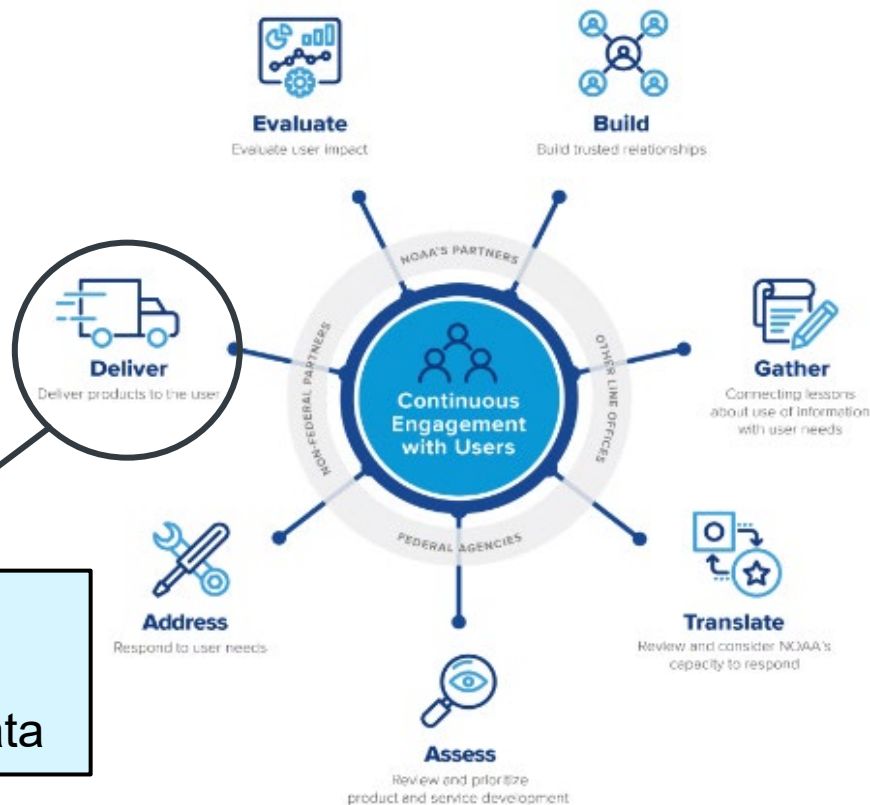 Evaluate
Evaluate user impact
Build
Build trusted relationships
NOAA'S PARTNERS
Deliver
Deliver products to the user
NON-FEDERAL PARTNERS
Continuous
Engagement
with Users
OTHER LINE OFFICES
Gather
Connecting lessons
about use of information
with user needs
FEDERAL AGENCIES
Address
Respond to user needs
Translate
Review and consider NOAA's
capacity to respond
ata
Assess
Review and prioritize
product and service development